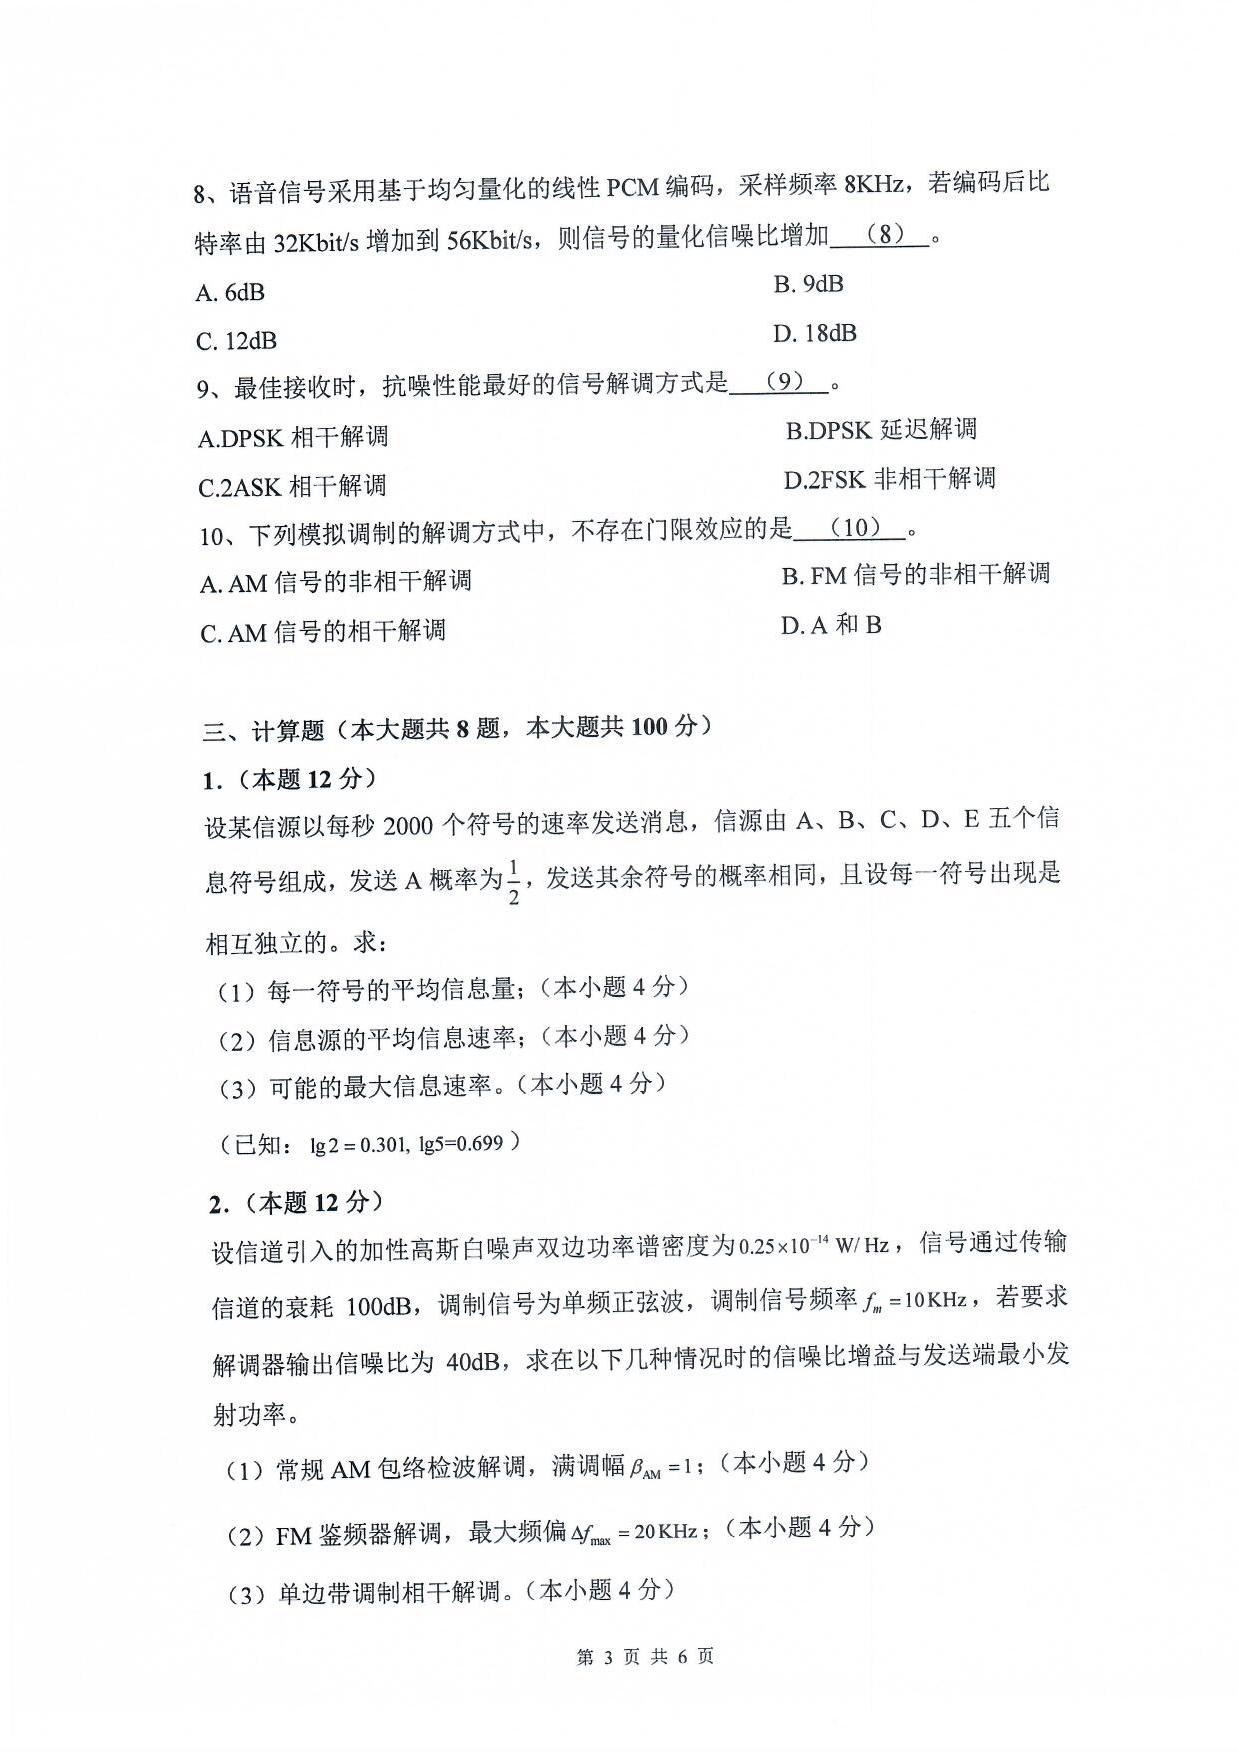 8、语音信号采用基于均匀量化的线性 PCM 编码，采样频率 8KHz，若编码后比
特率由 32Kbit/s 增加到 56Kbit/s，则信号的量化信噪比增加 （8） 。
A. 6dB B. 9dB
C. 12dB D. 18dB
9、最佳接收时，抗噪性能最好的信号解调方式是 （9） 。
A.DPSK 相干解调 B.DPSK 延迟解调
C.2ASK 相干解调 D.2FSK 非相干解调
10、下列模拟调制的解调方式中，不存在门限效应的是 （10） 。
A. AM 信号的非相干解调 B. FM 信号的非相干解调
C. AM 信号的相干解调 D. A 和 B
三、计算题（本大题共 8 题，本大题共 100 分）
1.（本题 12 分）
设某信源以每秒 2000 个符号的速率发送消息，信源由 A、B、C、D、E 五个信
息符号组成，发送 A 概率为 1/2，发送其余符号的概率相同，且设每一符号出现是
相互独立的。求：
（1）每一符号的平均信息量;（本小题 4 分）
（2）信息源的平均信息速率;（本小题 4 分）
（3）可能的最大信息速率。（本小题 4 分）
（已知： lg2 = 0.301, lg5=0.699 ）
2.（本题 12 分）
设信道引入的加性高斯白噪声双边功率谱密度为 0.25×10⁻¹⁴ W/Hz，信号通过传输
信道的衰耗 100dB，调制信号为单频正弦波，调制信号频率 fₘ =10KHz，若要求
解调器输出信噪比为 40dB，求在以下几种情况时的信噪比增益与发送端最小发
射功率。
（1）常规 AM 包络检波解调，满调幅 β_AM =1;（本小题 4 分）
（2）FM 鉴频器解调，最大频偏 Δf_max = 20KHz ;（本小题 4 分）
（3）单边带调制相干解调。（本小题 4 分）
第 3 页 共 6 页